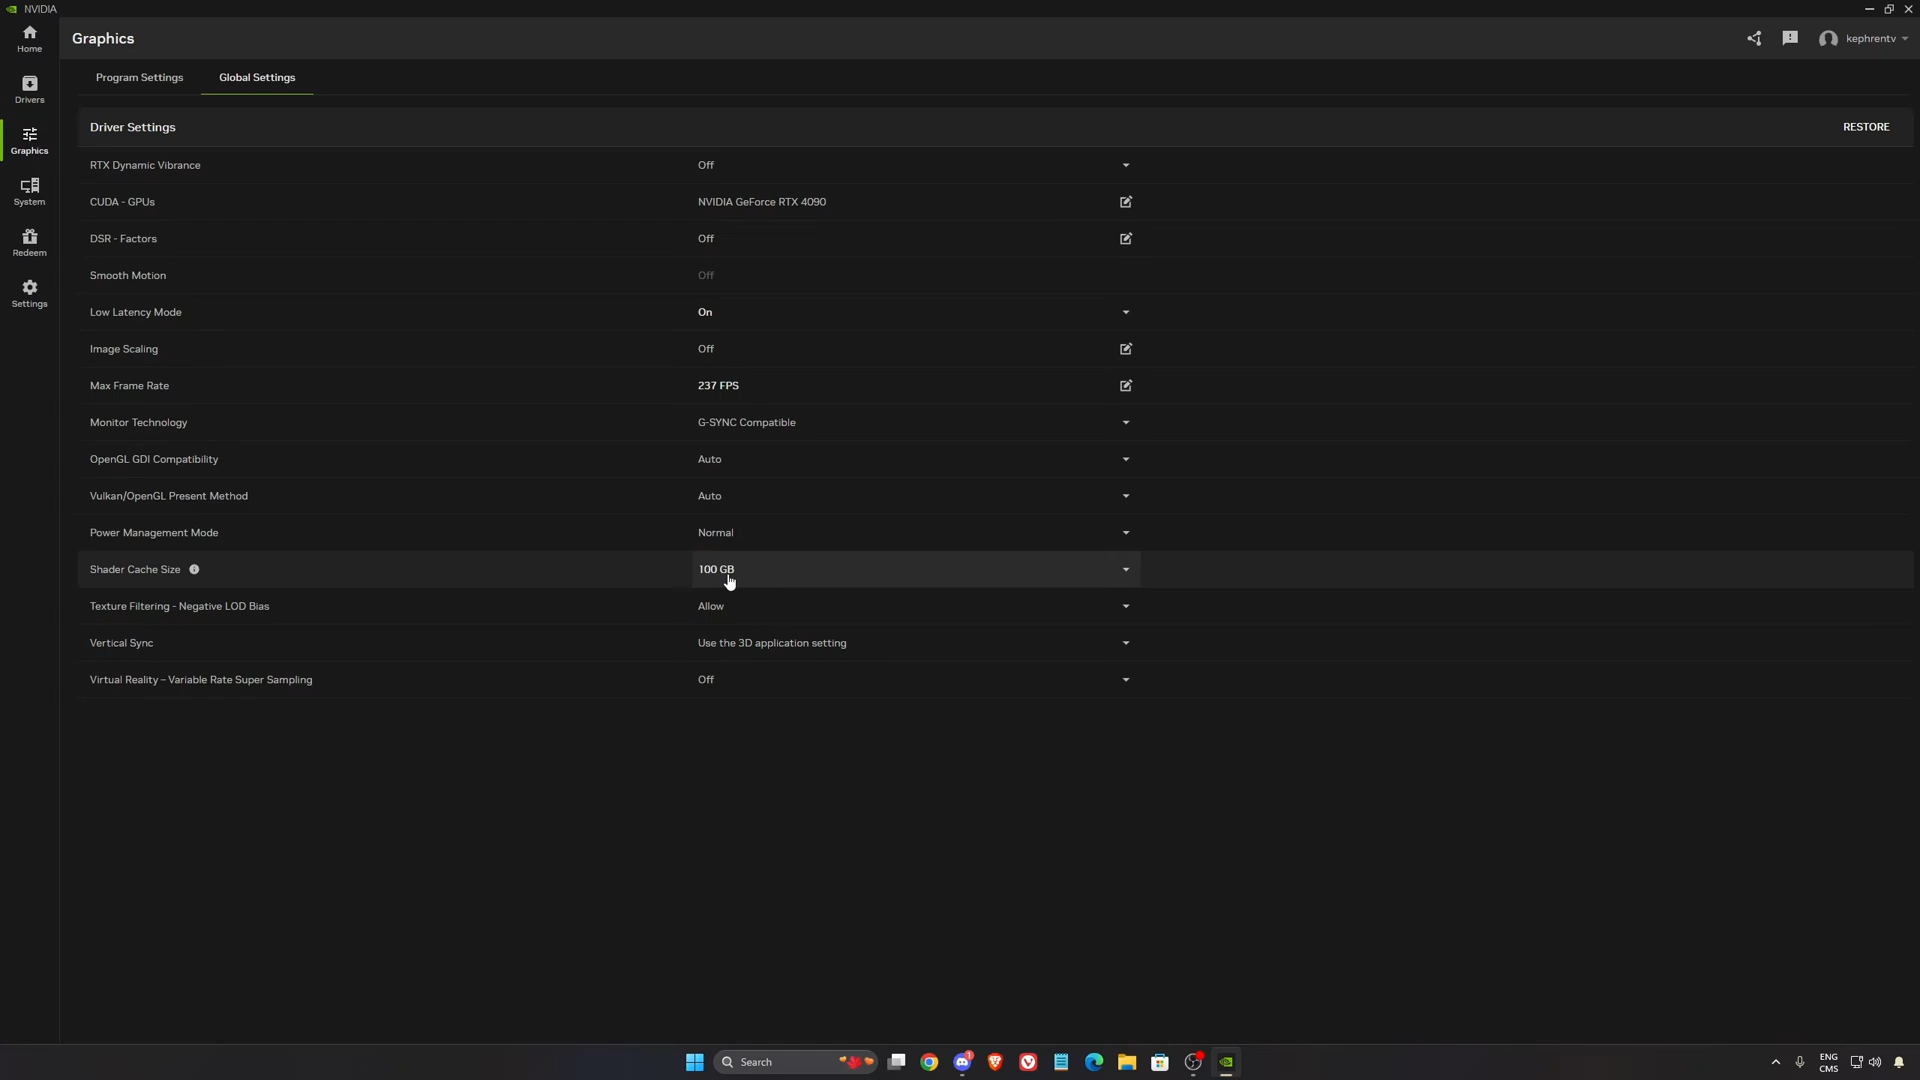 NVIDIA
Home
Drivers
Graphics
System
Redeem
Settings
Graphics
kephrentv
Program Settings
Global Settings
Driver Settings
RESTORE
RTX Dynamic Vibrance
Off
CUDA - GPUs
NVIDIA GeForce RTX 4090
DSR - Factors
Off
Smooth Motion
Off
Low Latency Mode
On
Image Scaling
Off
Max Frame Rate
237 FPS
Monitor Technology
G-SYNC Compatible
OpenGL GDI Compatibility
Auto
Vulkan/OpenGL Present Method
Auto
Power Management Mode
Normal
Shader Cache Size
100 GB
Texture Filtering - Negative LOD Bias
Allow
Vertical Sync
Use the 3D application setting
Virtual Reality – Variable Rate Super Sampling
Off
Search
1
ENG
CMS